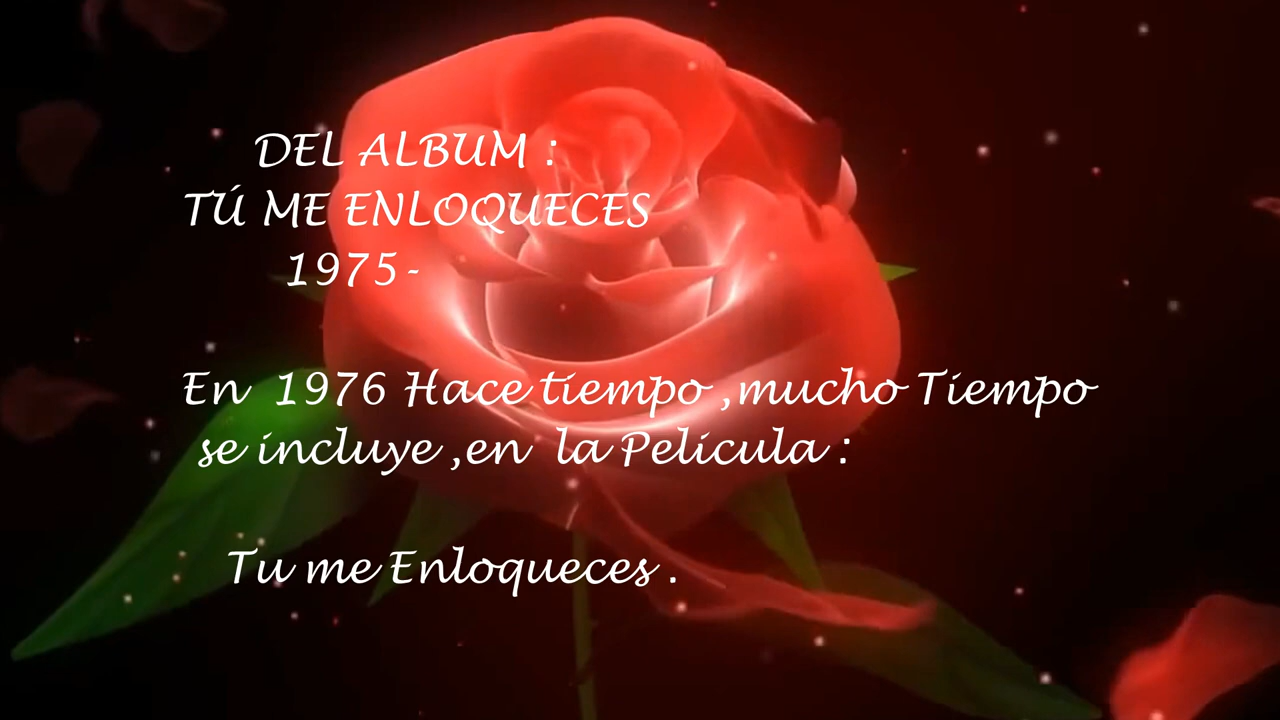 DEL ALBUM :
TÚ ME ENLOQUECES
1975-
En 1976 Hace tiempo ,mucho Tiempo
se incluye ,en la Pelicula :
Tu me Enloqueces .